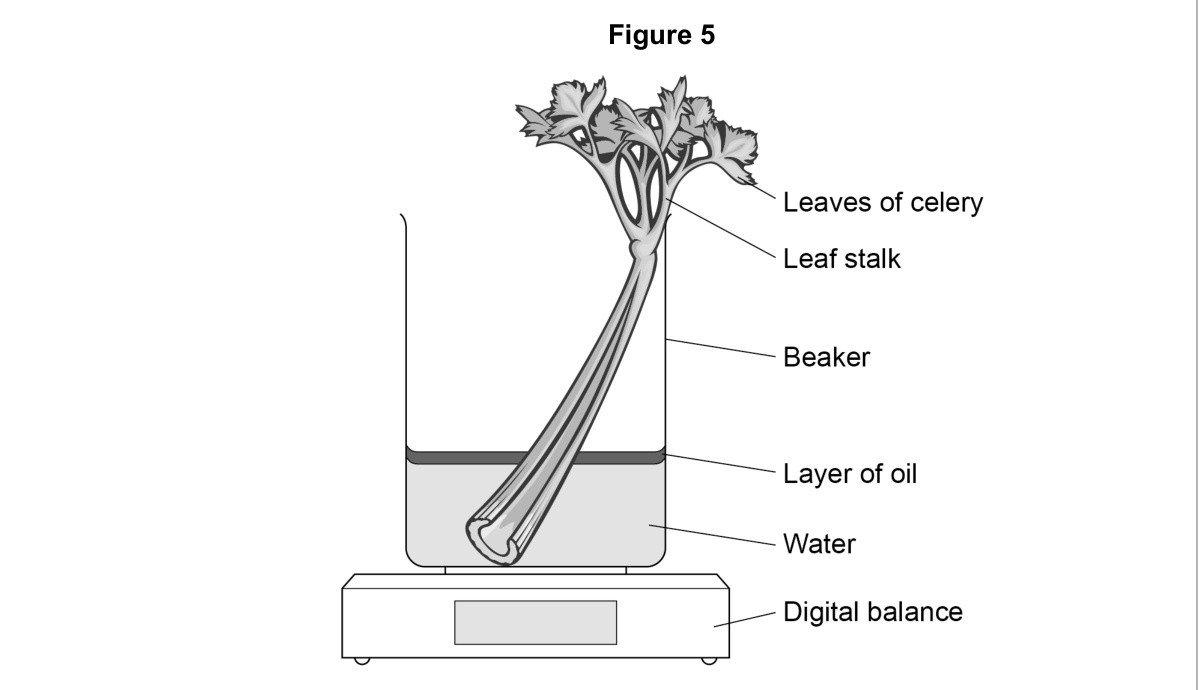 Figure 5
Leaves of celery
Leaf stalk
Beaker
Layer of oil
Water
Digital balance